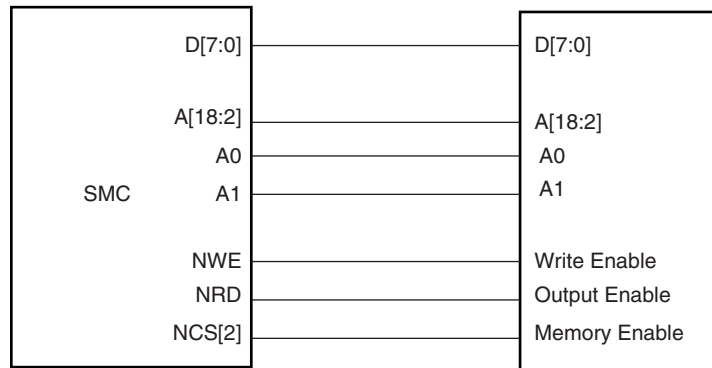 D[7:0] D[7:0]
A[18:2] A[18:2]
A0 A0
SMC A1 A1
NWE Write Enable
NRD Output Enable
NCS[2] Memory Enable